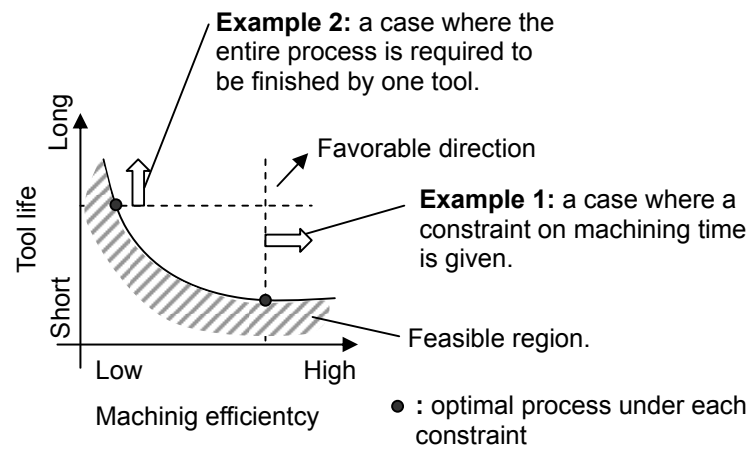 Example 2: a case where the
entire process is required to
be finished by one tool.
Long
Tool life
Short
Favorable direction
Example 1: a case where a
constraint on machining time
is given.
Feasible region.
Low
High
Machinig efficientcy
: optimal process under each
constraint